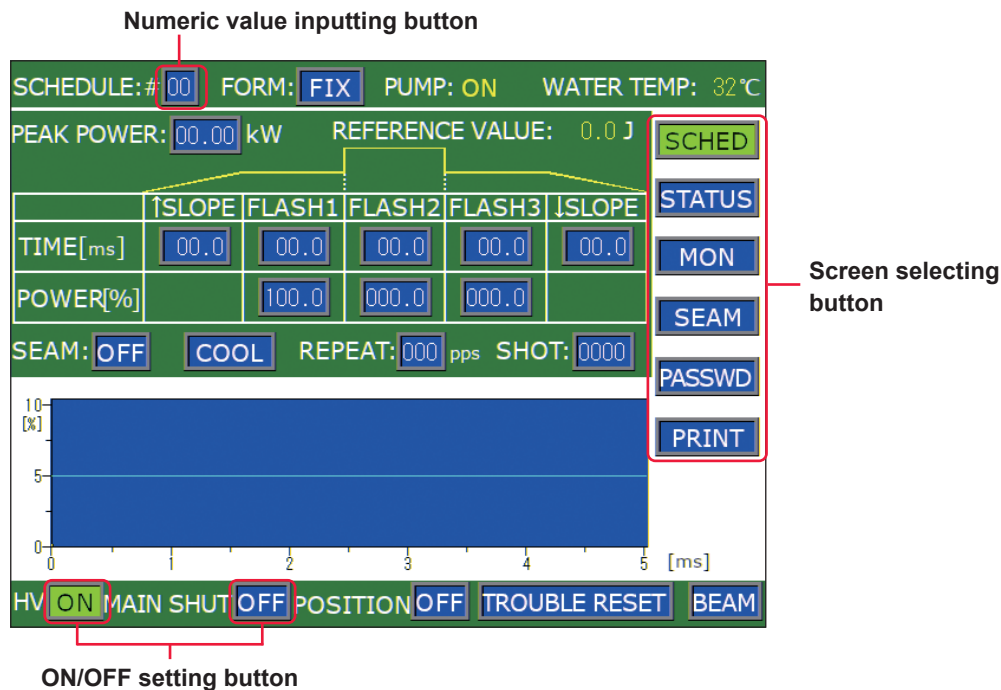 Numeric value inputting button
SCHEDULE:# 00 FORM: FIX PUMP: ON WATER TEMP: 32℃
PEAK POWER: 00.00 kW REFERENCE VALUE: 0.0 J
SCHED
↑SLOPE FLASH1 FLASH2 FLASH3 ↓SLOPE
STATUS
TIME[ms] 00.0 00.0 00.0 00.0 00.0
MON
Screen selecting
button
POWER[%] 100.0 000.0 000.0
SEAM
SEAM: OFF COOL REPEAT: 000 pps SHOT: 0000
PASSWD
10
[%]
PRINT
5
0
0 1 2 3 4 5 [ms]
HV ON MAIN SHUT OFF POSITION OFF TROUBLE RESET BEAM
ON/OFF setting button